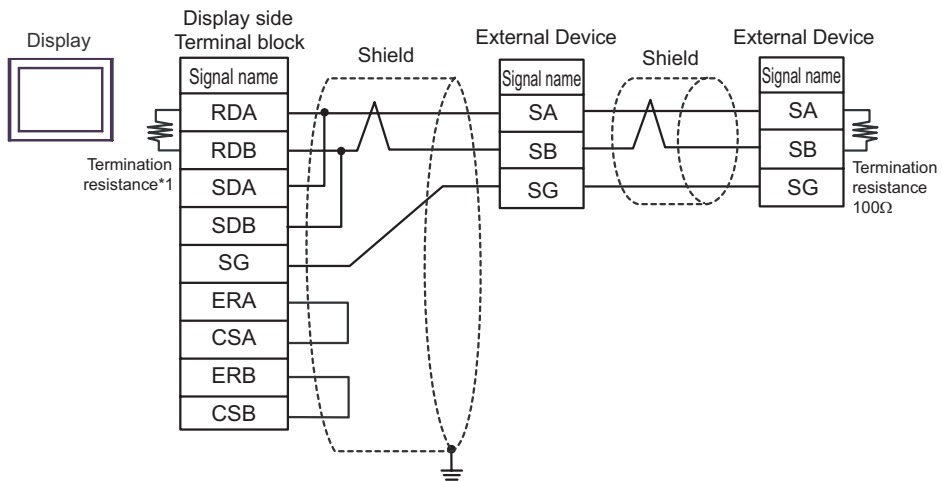 Display
Display side
Terminal block
Signal name
RDA
RDB
SDA
SDB
SG
ERA
CSA
ERB
CSB
Termination
resistance*1
Shield
External Device
Signal name
SA
SB
SG
Shield
External Device
Signal name
SA
SB
SG
Termination
resistance
100Ω